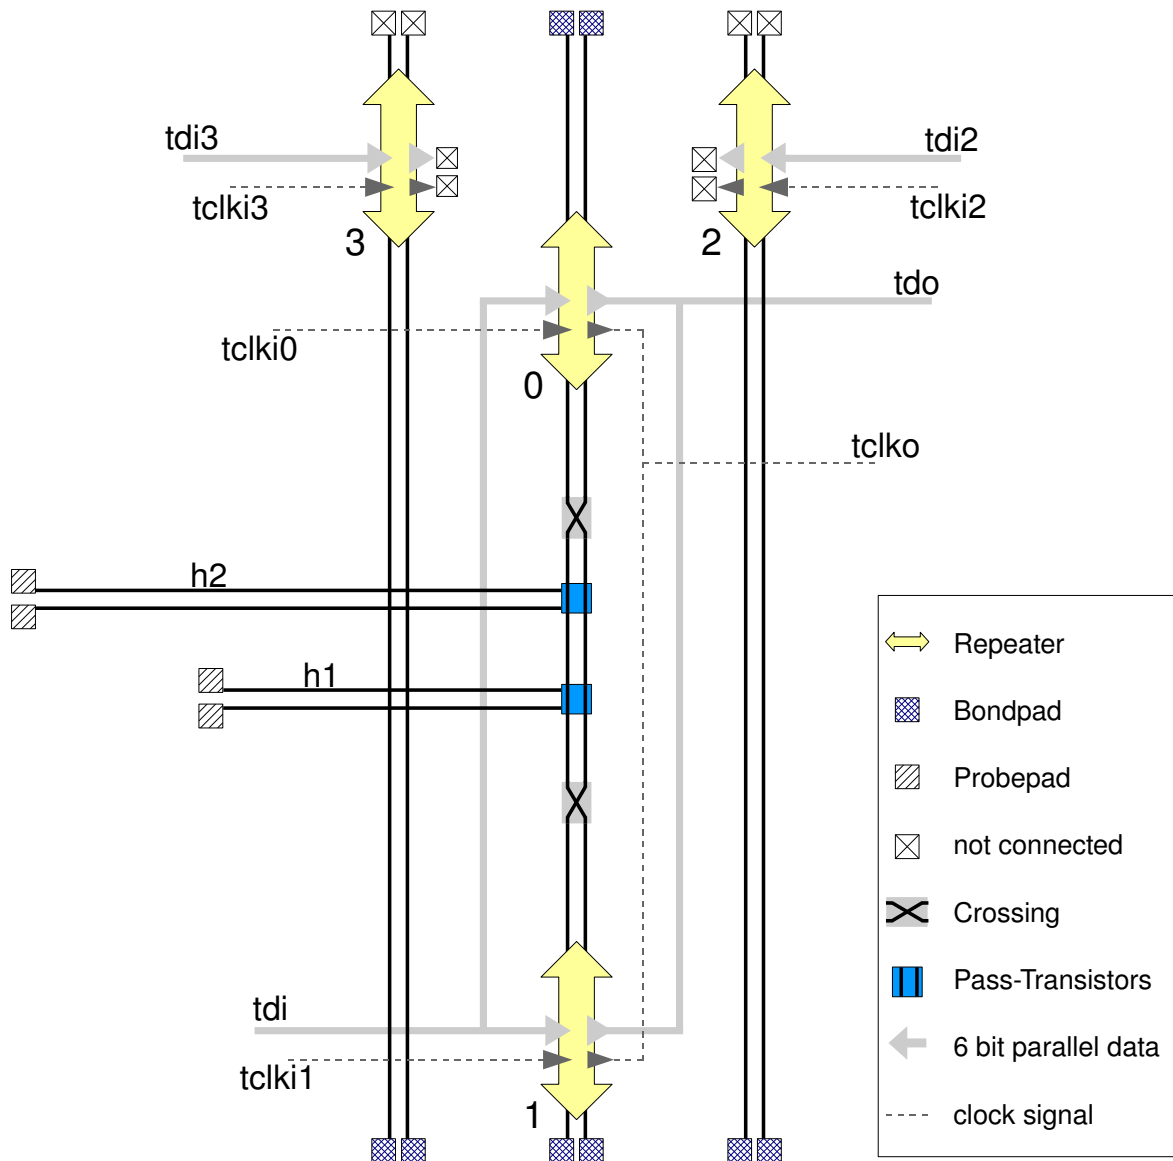 tdi3
tdi2
tclki3
tclki2
3
2
tdo
tclki0
0
tclko
h2
h1
Repeater
Bondpad
Probepad
not connected
Crossing
Pass-Transistors
tdi
6 bit parallel data
tclki1
1
clock signal